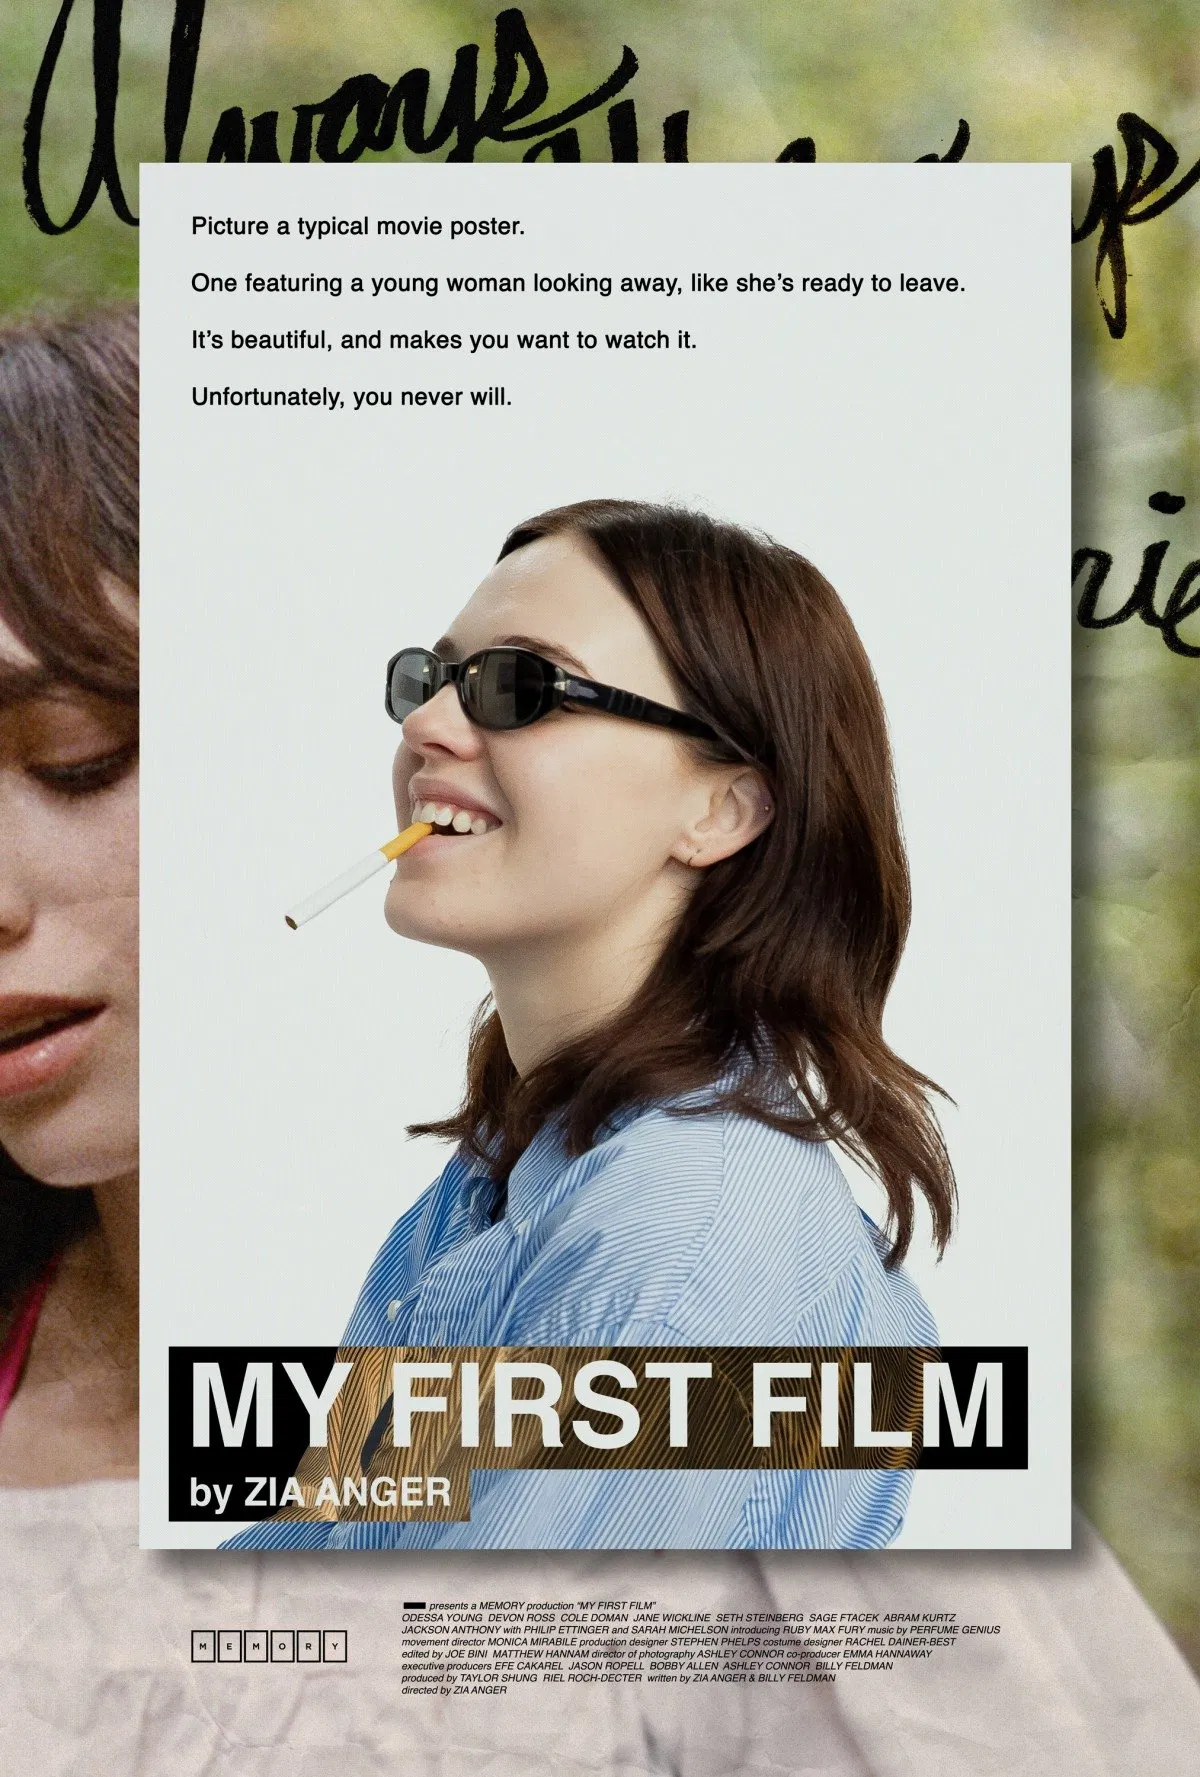 Always
Picture a typical movie poster.
One featuring a young woman looking away, like she’s ready to leave.
It’s beautiful, and makes you want to watch it.
Unfortunately, you never will.
MY FIRST FILM
by ZIA ANGER
MEMORY
presents a MEMORY production “MY FIRST FILM”
ODESSA YOUNG DEVON ROSS COLE DOMAN JANE WICKLINE SETH STEINBERG SAGE FTACEK ABRAM KURTZ
JACKSON ANTHONY with PHILIP ETTINGER and SARAH MICHELSON introducing RUBY MAX FURY music by PERFUME GENIUS
movement director MONICA MIRABILE production designer STEPHEN PHELPS costume designer RACHEL DAINER-BEST
edited by JOE BINI MATTHEW HANNAM director of photography ASHLEY CONNOR co-producer EMMA HANNAWAY
executive producers EFE CAKAREL JASON ROPELL BOBBY ALLEN ASHLEY CONNOR BILLY FELDMAN
produced by TAYLOR SHUNG RIEL ROCH-DECTER written by ZIA ANGER & BILLY FELDMAN
directed by ZIA ANGER